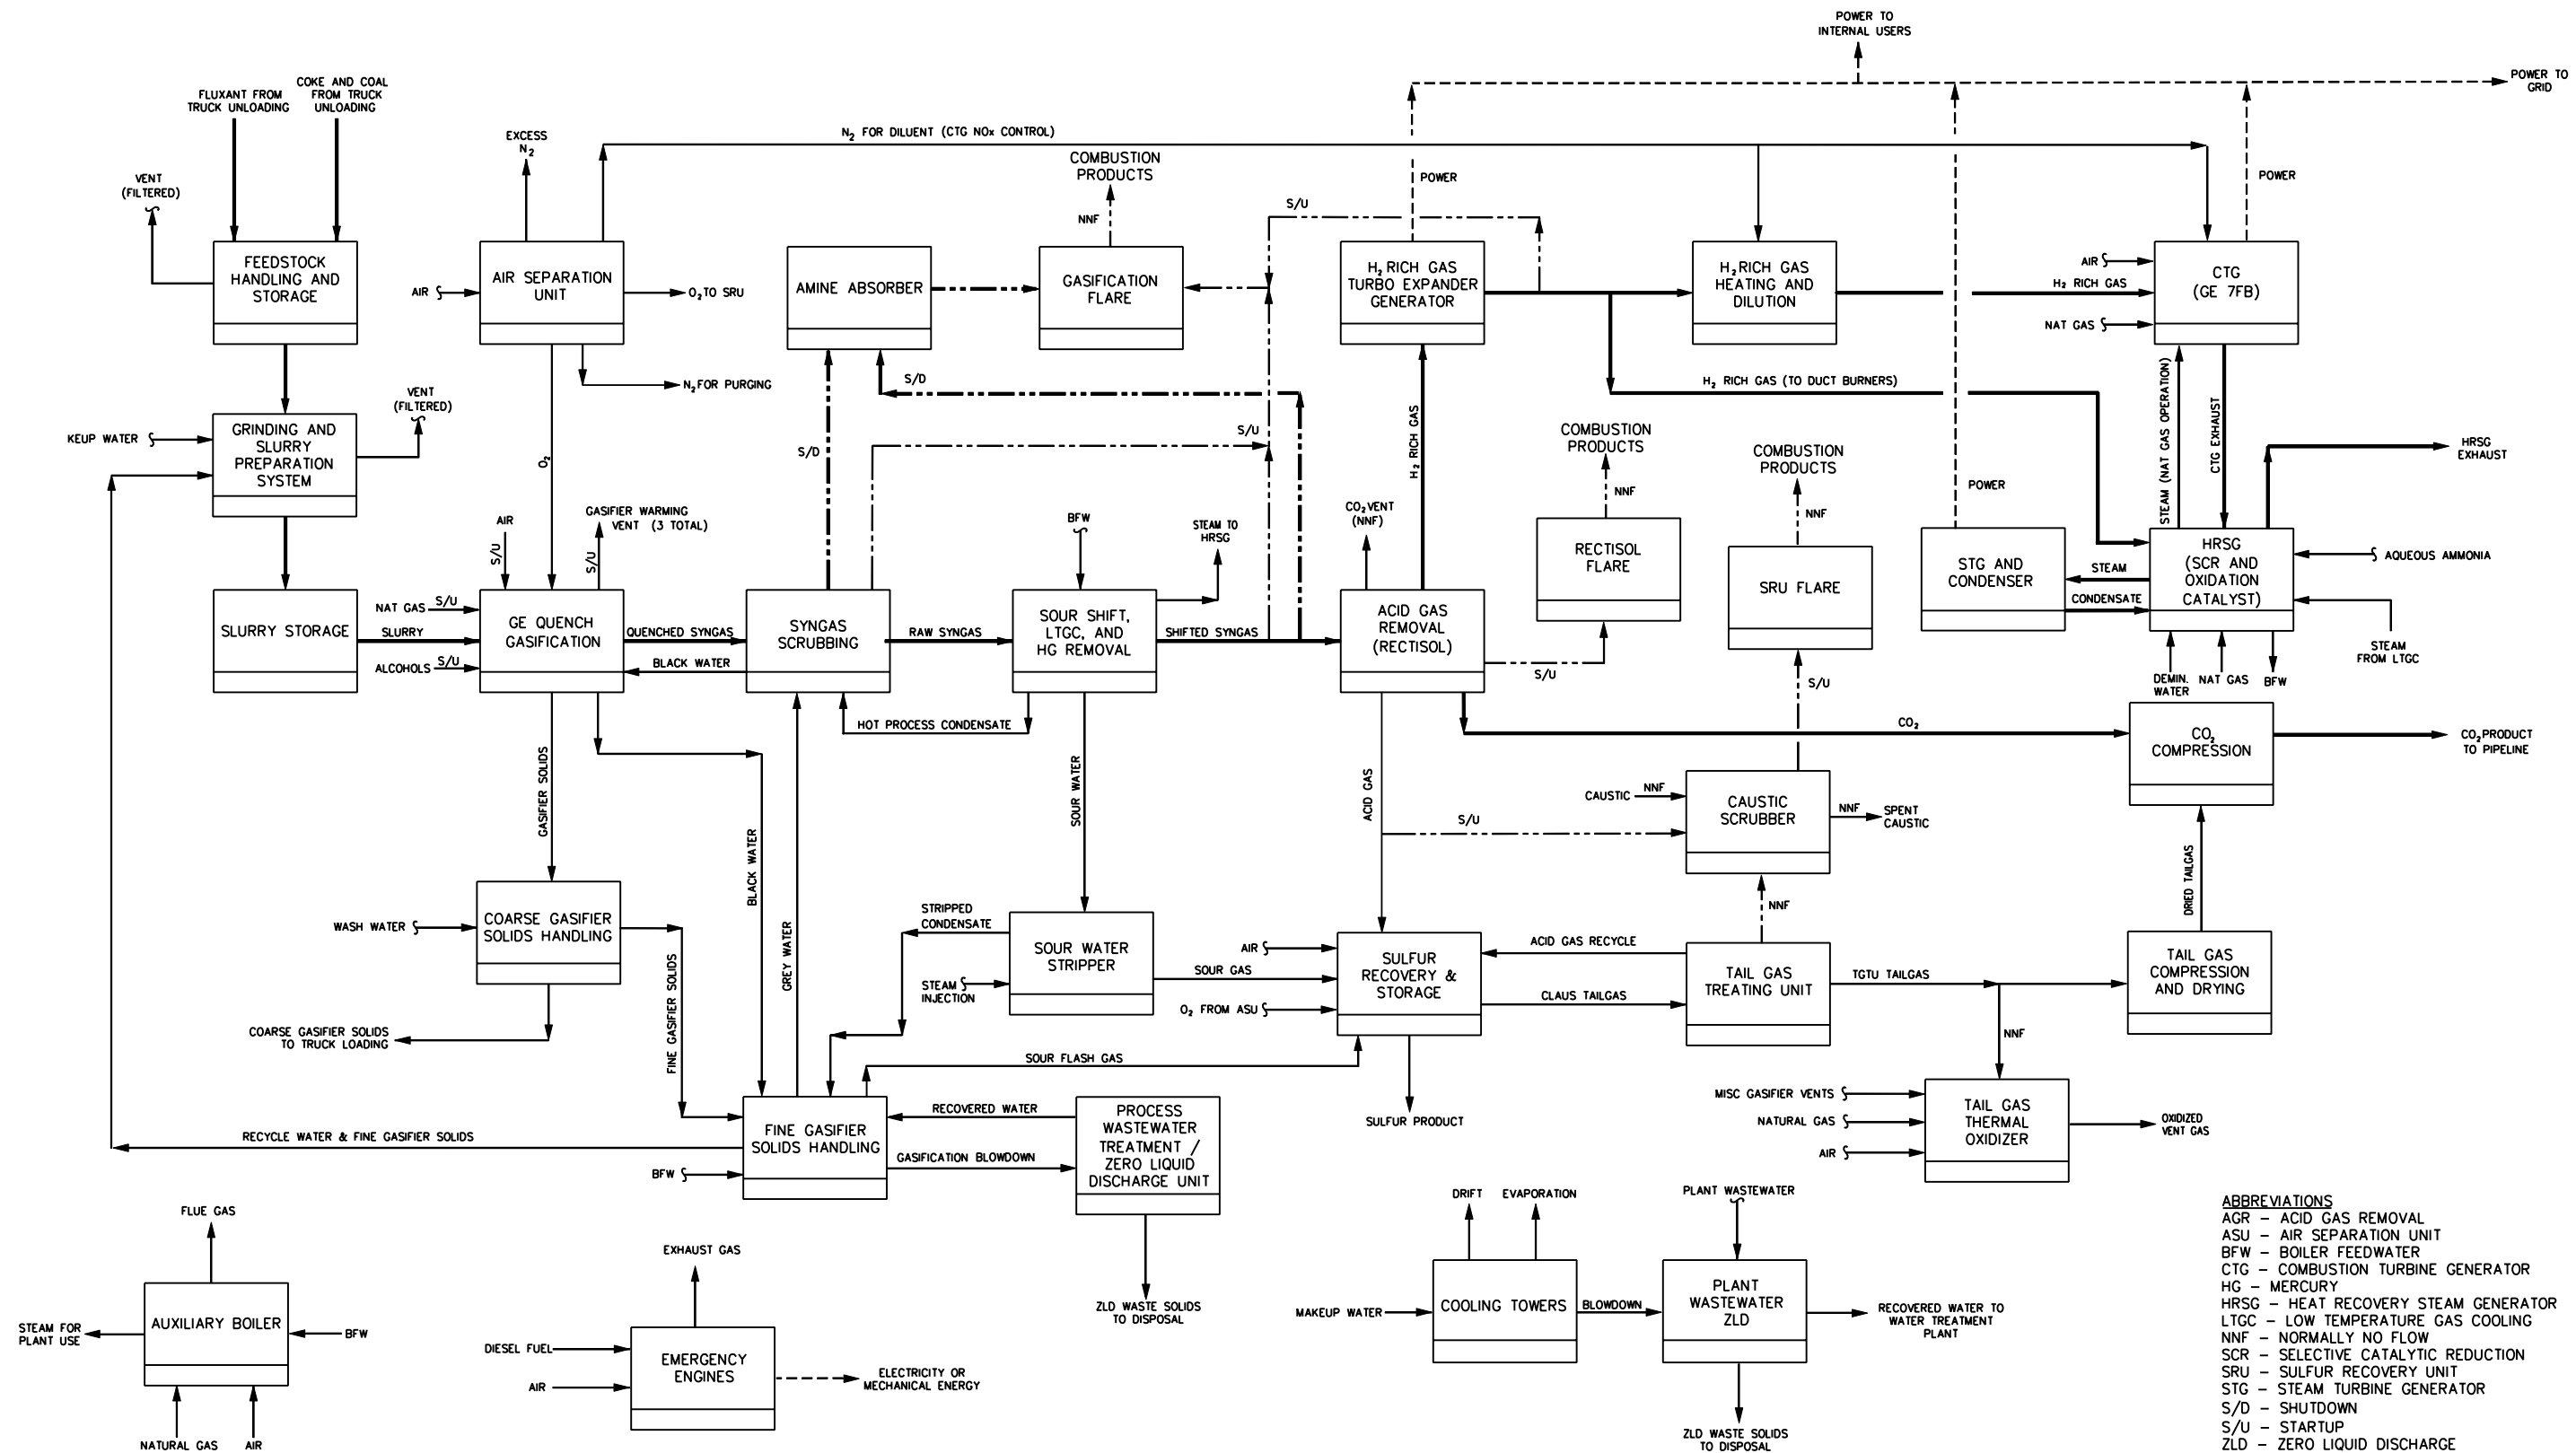 POWER TO
INTERNAL USERS
POWER TO
GRID
FLUXANT FROM
TRUCK UNLOADING
COKE AND COAL
FROM TRUCK
UNLOADING
EXCESS
N2
N2 FOR DILUENT (CTG NOx CONTROL)
COMBUSTION
PRODUCTS
NNF
POWER
POWER
VENT
(FILTERED)
S/U
FEEDSTOCK
HANDLING AND
STORAGE
AIR
AIR SEPARATION
UNIT
O2 TO SRU
AMINE ABSORBER
GASIFICATION
FLARE
H2 RICH GAS
TURBO EXPANDER
GENERATOR
H2 RICH GAS
HEATING AND
DILUTION
H2 RICH GAS
AIR
NAT GAS
CTG
(GE 7FB)
N2 FOR PURGING
S/D
H2 RICH GAS (TO DUCT BURNERS)
VENT
(FILTERED)
KEUP WATER
GRINDING AND
SLURRY
PREPARATION
SYSTEM
O2
S/D
S/U
H2 RICH GAS
COMBUSTION
PRODUCTS
NNF
COMBUSTION
PRODUCTS
NNF
POWER
STEAM (NAT GAS OPERATION)
CTG EXHAUST
HRSG
EXHAUST
AIR
S/U
GASIFIER WARMING
VENT (3 TOTAL)
S/U
BFW
STEAM TO
HRSG
CO2 VENT
(NNF)
RECTISOL
FLARE
SRU FLARE
STG AND
CONDENSER
STEAM
CONDENSATE
HRSG
(SCR AND
OXIDATION
CATALYST)
AQUEOUS AMMONIA
STEAM
FROM LTGC
SLURRY STORAGE
NAT GAS
S/U
SLURRY
ALCOHOLS
S/U
GE QUENCH
GASIFICATION
QUENCHED SYNGAS
BLACK WATER
SYNGAS
SCRUBBING
RAW SYNGAS
SOUR SHIFT,
LTGC, AND
HG REMOVAL
SHIFTED SYNGAS
ACID GAS
REMOVAL
(RECTISOL)
S/U
S/U
DEMIN.
WATER
NAT GAS
BFW
HOT PROCESS CONDENSATE
CO2
CO2
COMPRESSION
CO2 PRODUCT
TO PIPELINE
GASIFIER SOLIDS
BLACK WATER
GREY WATER
SOUR WATER
ACID GAS
CAUSTIC
NNF
S/U
CAUSTIC
SCRUBBER
NNF
SPENT
CAUSTIC
DRIED TAILGAS
WASH WATER
COARSE GASIFIER
SOLIDS HANDLING
FINE GASIFIER SOLIDS
STRIPPED
CONDENSATE
STEAM
INJECTION
SOUR WATER
STRIPPER
SOUR GAS
AIR
O2 FROM ASU
SULFUR
RECOVERY &
STORAGE
ACID GAS RECYCLE
CLAUS TAILGAS
NNF
TAIL GAS
TREATING UNIT
TGTU TAILGAS
NNF
TAIL GAS
COMPRESSION
AND DRYING
COARSE GASIFIER SOLIDS
TO TRUCK LOADING
SOUR FLASH GAS
SULFUR PRODUCT
MISC GASIFIER VENTS
NATURAL GAS
AIR
TAIL GAS
THERMAL
OXIDIZER
OXIDIZED
VENT GAS
RECYCLE WATER & FINE GASIFIER SOLIDS
BFW
FINE GASIFIER
SOLIDS HANDLING
RECOVERED WATER
GASIFICATION BLOWDOWN
PROCESS
WASTEWATER
TREATMENT /
ZERO LIQUID
DISCHARGE UNIT
ZLD WASTE SOLIDS
TO DISPOSAL
FLUE GAS
STEAM FOR
PLANT USE
AUXILIARY BOILER
BFW
NATURAL GAS
AIR
EXHAUST GAS
DIESEL FUEL
AIR
EMERGENCY
ENGINES
ELECTRICITY OR
MECHANICAL ENERGY
DRIFT
EVAPORATION
MAKEUP WATER
COOLING TOWERS
BLOWDOWN
PLANT WASTEWATER
PLANT
WASTEWATER
ZLD
RECOVERED WATER TO
WATER TREATMENT
PLANT
ZLD WASTE SOLIDS
TO DISPOSAL
ABBREVIATIONS
AGR – ACID GAS REMOVAL
ASU – AIR SEPARATION UNIT
BFW – BOILER FEEDWATER
CTG – COMBUSTION TURBINE GENERATOR
HG – MERCURY
HRSG – HEAT RECOVERY STEAM GENERATOR
LTGC – LOW TEMPERATURE GAS COOLING
NNF – NORMALLY NO FLOW
SCR – SELECTIVE CATALYTIC REDUCTION
SRU – SULFUR RECOVERY UNIT
STG – STEAM TURBINE GENERATOR
S/D – SHUTDOWN
S/U – STARTUP
ZLD – ZERO LIQUID DISCHARGE